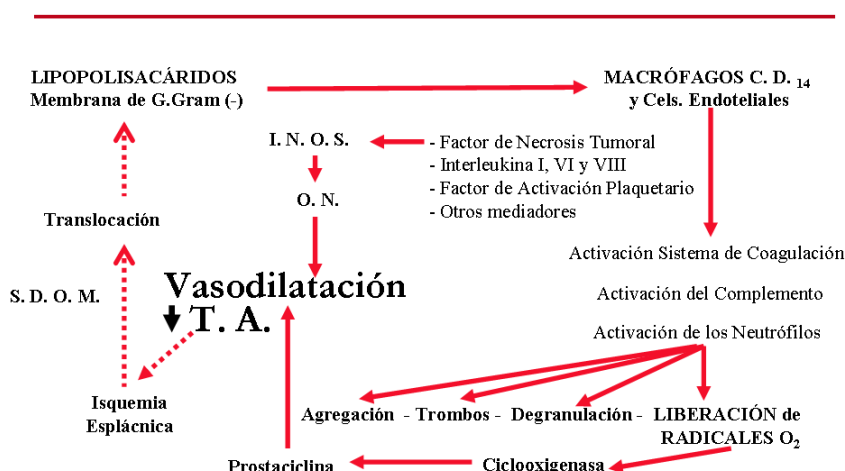 LIPOPOLISACÁRIDOS
Membrana de G.Gram (-)
MACRÓFAGOS C. D. 14
y Cels. Endoteliales
I. N. O. S.
- Factor de Necrosis Tumoral
- Interleukina I, VI y VIII
- Factor de Activación Plaquetario
- Otros mediadores
O. N.
Translocación
Activación Sistema de Coagulación
S. D. O. M.
Vasodilatación
T. A.
Activación del Complemento
Activación de los Neutrófilos
Isquemia
Esplácnica
Agregación - Trombos - Degranulación - LIBERACIÓN de
RADICALES O2
Prostaciclina
Ciclooxigenasa